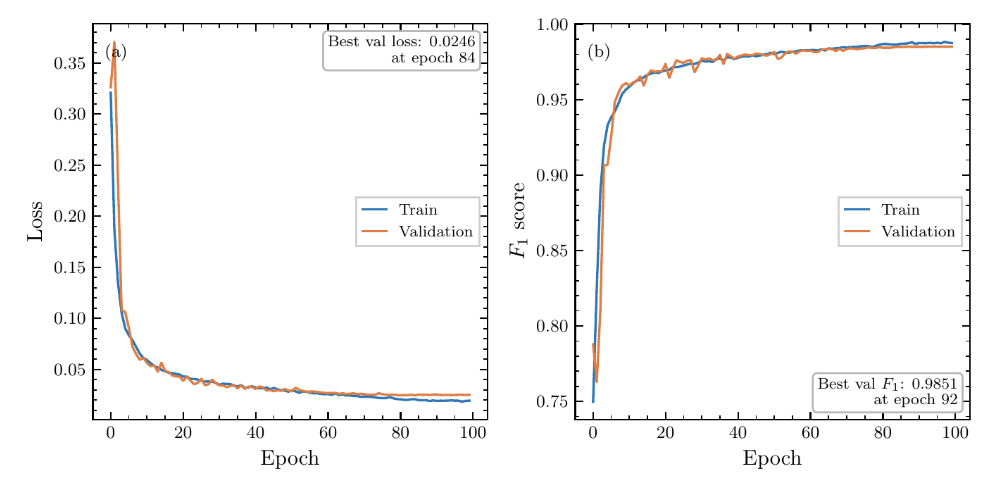 (a)
Best val loss: 0.0246
at epoch 84
0.35
0.30
0.25
0.20
0.15
0.10
0.05
Loss
Train
Validation
0 20 40 60 80 100
Epoch
(b)
1.00
0.95
0.90
0.85
0.80
0.75
F1 score
Train
Validation
Best val F1: 0.9851
at epoch 92
0 20 40 60 80 100
Epoch